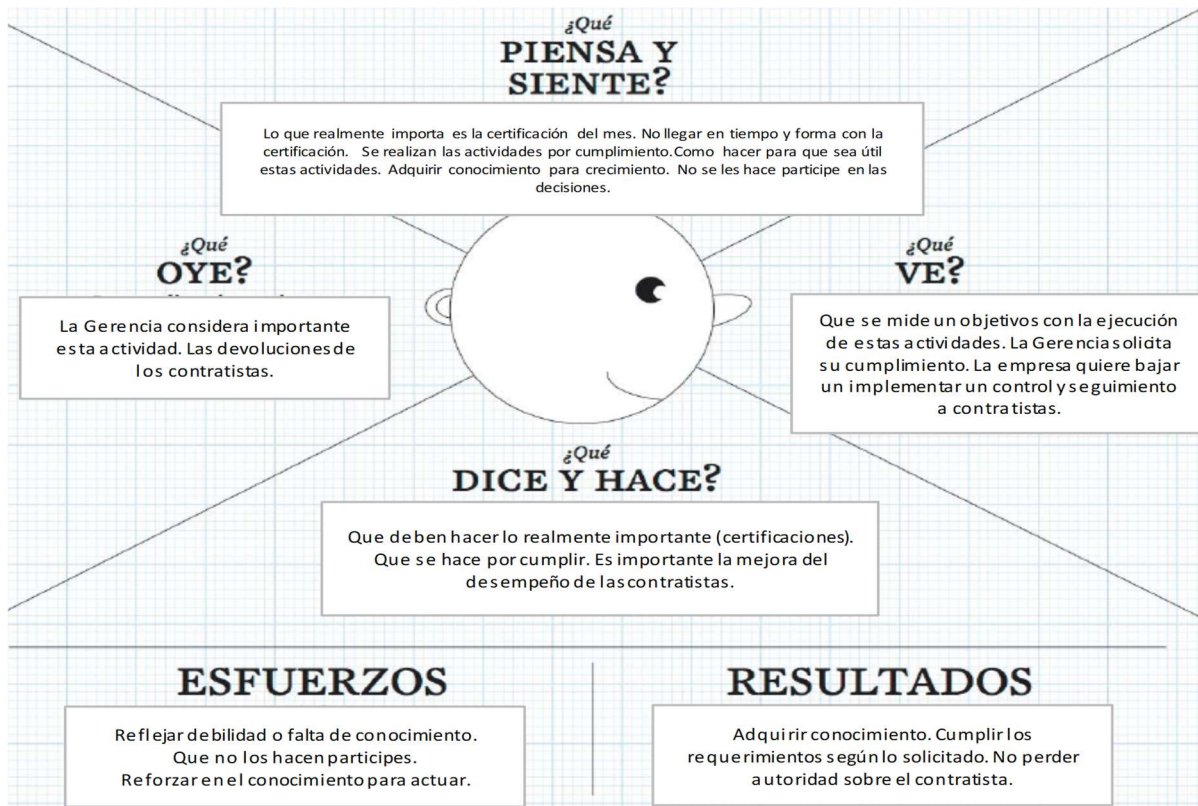 ¿Qué
PIENSA Y
SIENTE?
Lo que realmente importa es la certificación del mes. No llegar en tiempo y forma con la
certificación. Se realizan las actividades por cumplimiento.Como hacer para que sea útil
estas actividades. Adquirir conocimiento para crecimiento. No se les hace participe en las
decisiones.
¿Qué
OYE?
La Gerencia considera importante
esta actividad. Las devoluciones de
los contratistas.
¿Qué
VE?
Que se mide un objetivos con la ejecución
de estas actividades. La Gerencia solicita
su cumplimiento. La empresa quiere bajar
un implementar un control y seguimiento
a contratistas.
¿Qué
DICE Y HACE?
Que deben hacer lo realmente importante (certificaciones).
Que se hace por cumplir. Es importante la mejora del
desempeño de las contratistas.
ESFUERZOS
Reflejar debilidad o falta de conocimiento.
Que no los hacen participes.
Reforzar en el conocimiento para actuar.
RESULTADOS
Adquirir conocimiento. Cumplir los
requerimientos según lo solicitado. No perder
autoridad sobre el contratista.